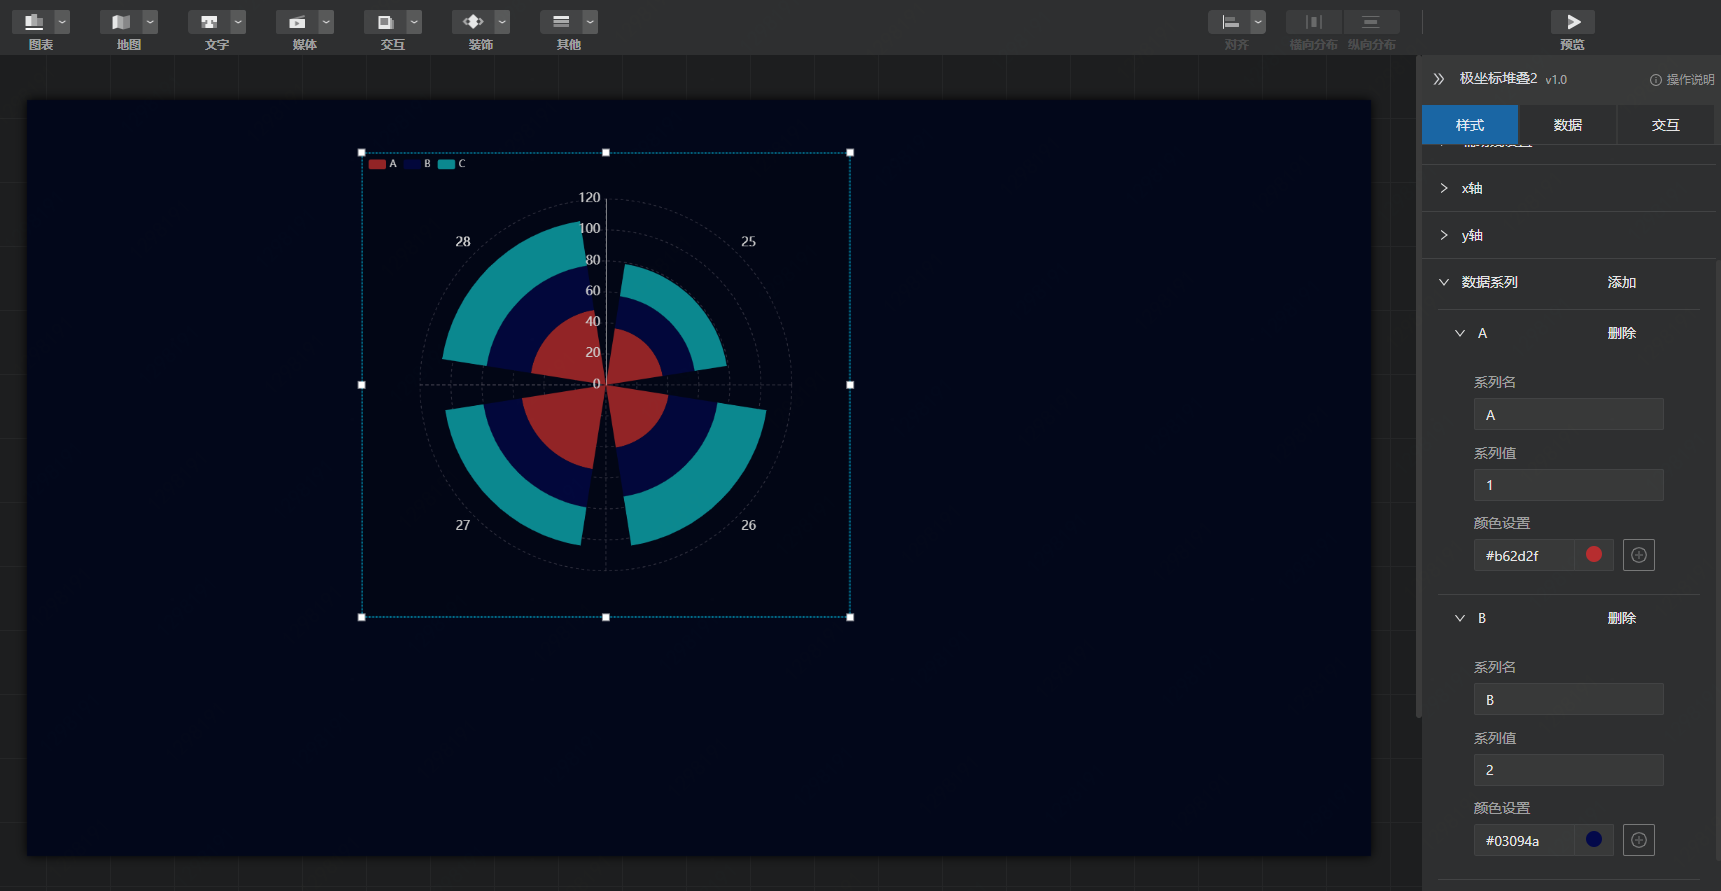 图表 地图 文字 媒体 交互 装饰 其他 对齐 横向分布 纵向分布 预览
极坐标堆叠2 v1.0 操作说明
样式 数据 交互
x轴
y轴
数据系列 添加
A 删除
系列名
A
系列值
1
颜色设置
#b62d2f
B 删除
系列名
B
系列值
2
颜色设置
#03094a
A B C
120
100
80
60
40
20
0
28 25
27 26